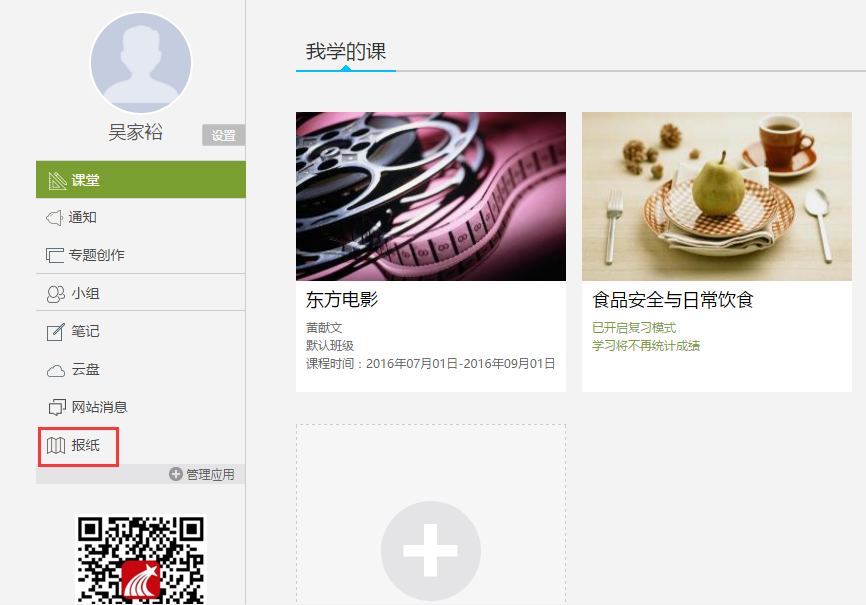 吴家裕
设置
课堂
通知
专题创作
小组
笔记
云盘
网站消息
报纸
管理应用
我学的课
东方电影
黄献文
默认班级
课程时间：2016年07月01日-2016年09月01日
食品安全与日常饮食
已开启复习模式
学习将不再统计成绩